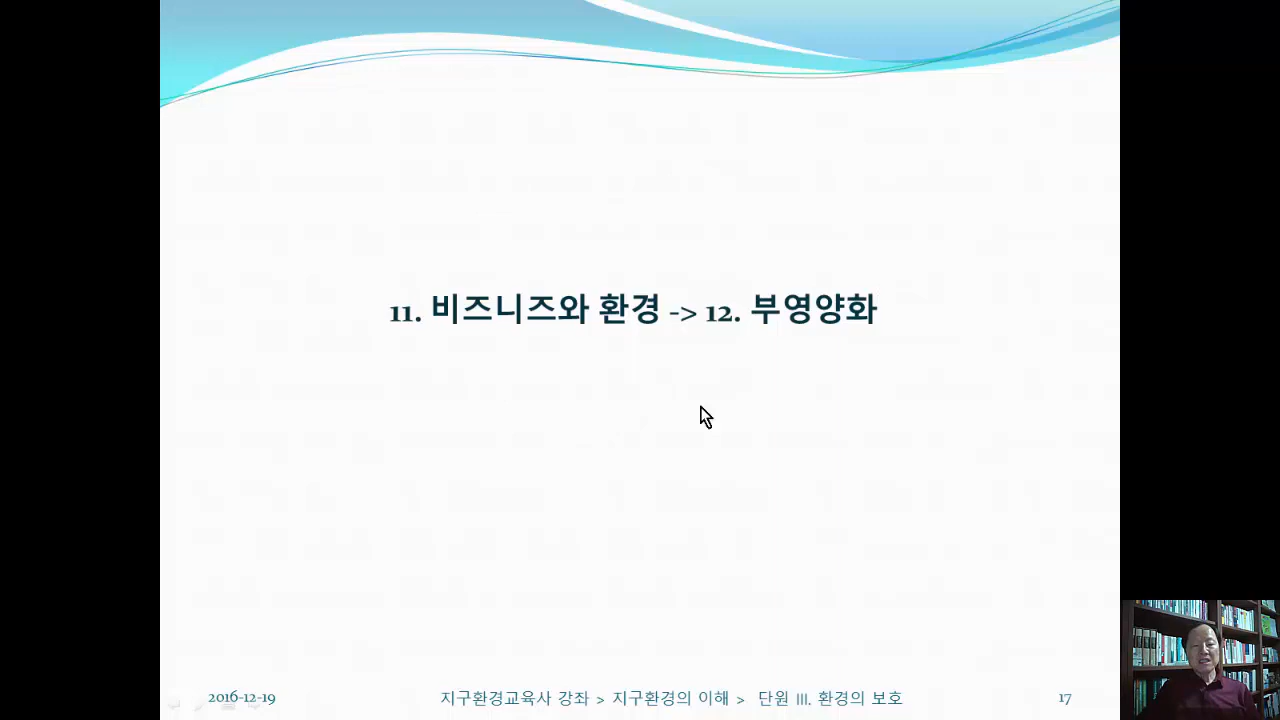 11. 비즈니즈와 환경 -> 12. 부영양화
2016-12-19 지구환경교육사 강좌 > 지구환경의 이해 > 단원 III. 환경의 보호 17